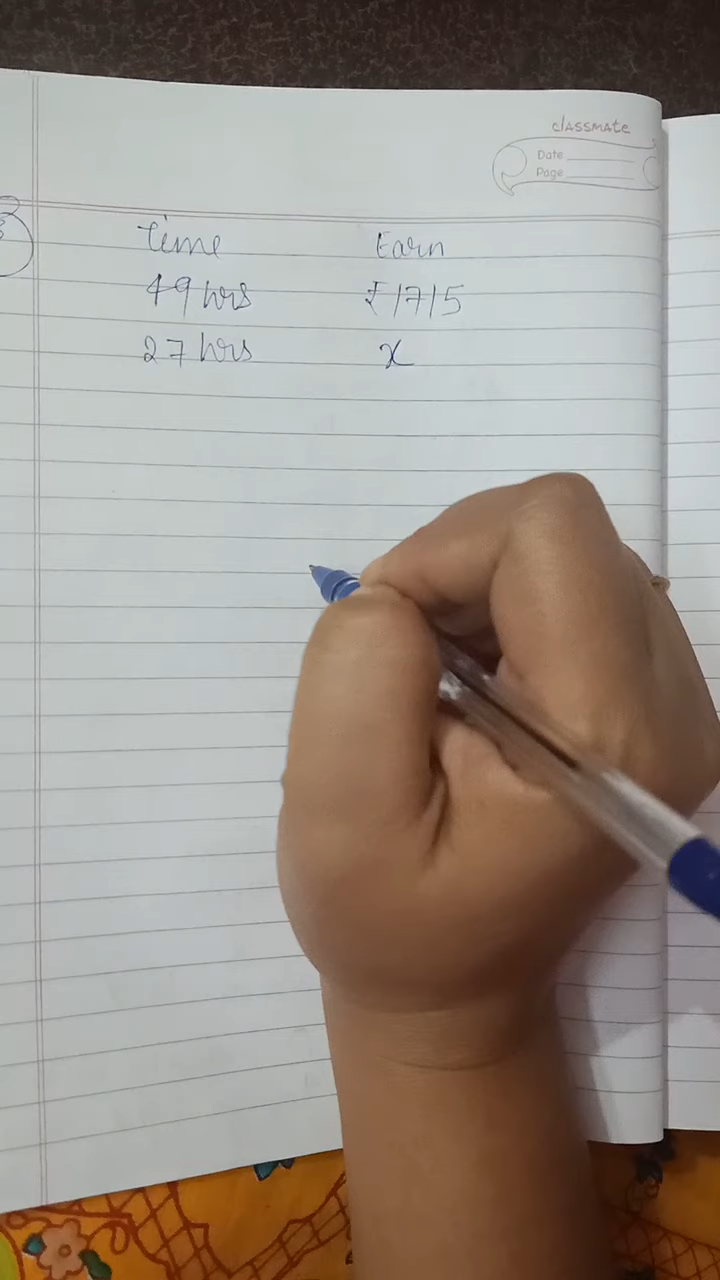 classmate
Date
Page
Time Earn
49 hrs ₹1715
27 hrs x